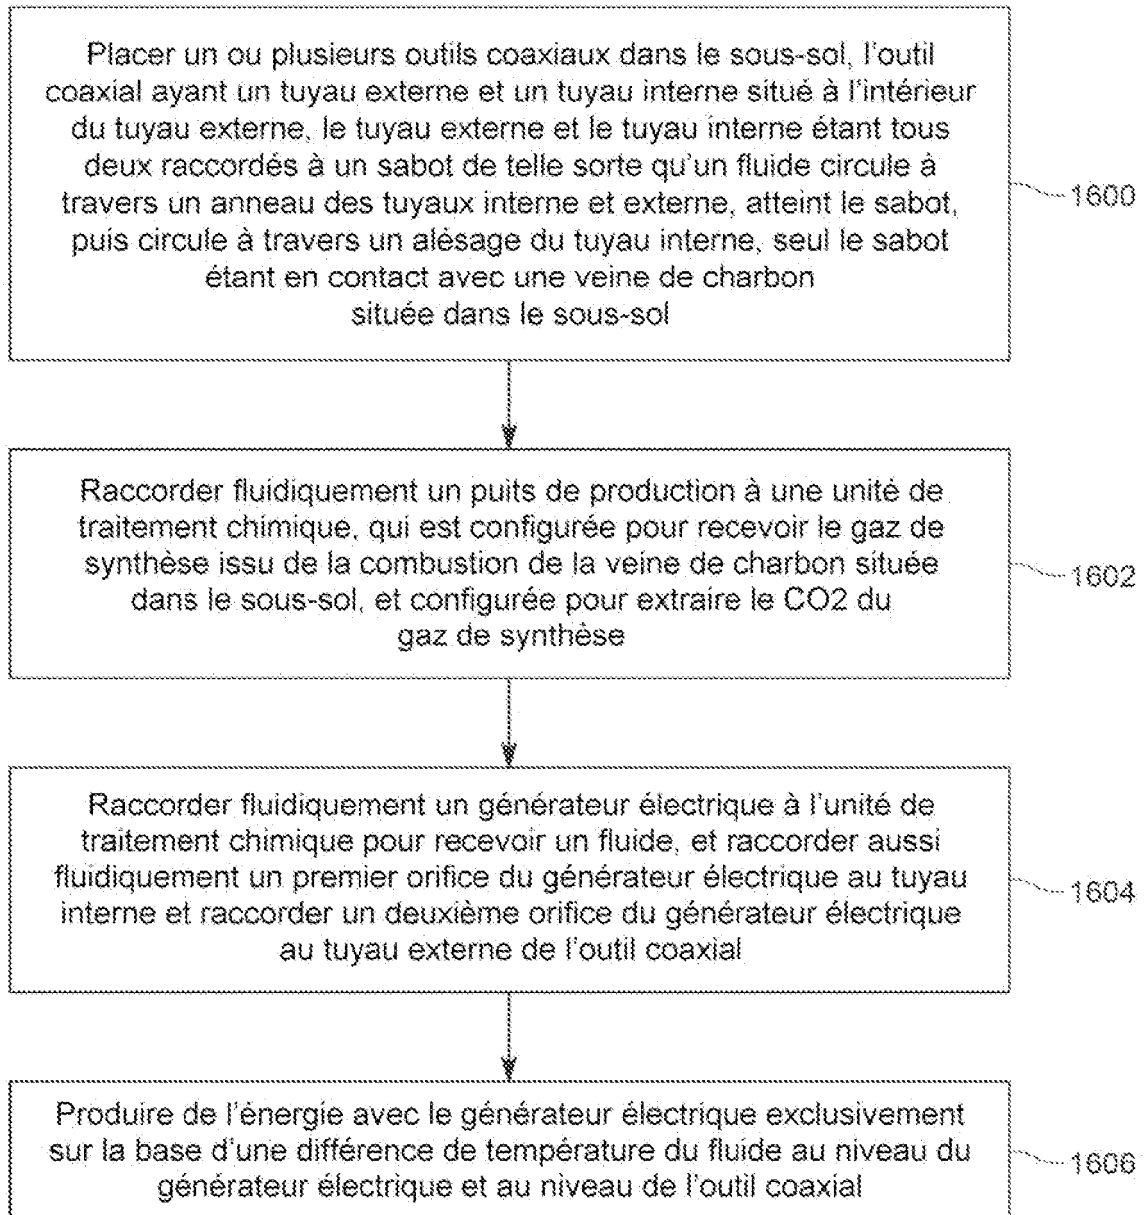 Placer un ou plusieurs outils coaxiaux dans le sous-sol, l'outil
coaxial ayant un tuyau externe et un tuyau interne situé à l'intérieur
du tuyau externe, le tuyau externe et le tuyau interne étant tous
deux raccordés à un sabot de telle sorte qu'un fluide circule à
travers un anneau des tuyaux interne et externe, atteint le sabot,
puis circule à travers un alésage du tuyau interne, seul le sabot
étant en contact avec une veine de charbon
située dans le sous-sol
1600
Raccorder fluidiquement un puits de production à une unité de
traitement chimique, qui est configurée pour recevoir le gaz de
synthèse issu de la combustion de la veine de charbon située
dans le sous-sol, et configurée pour extraire le CO2 du
gaz de synthèse
1602
Raccorder fluidiquement un générateur électrique à l'unité de
traitement chimique pour recevoir un fluide, et raccorder aussi
fluidiquement un premier orifice du générateur électrique au tuyau
interne et raccorder un deuxième orifice du générateur électrique
au tuyau externe de l'outil coaxial
1604
Produire de l'énergie avec le générateur électrique exclusivement
sur la base d'une différence de température du fluide au niveau du
générateur électrique et au niveau de l'outil coaxial
1606